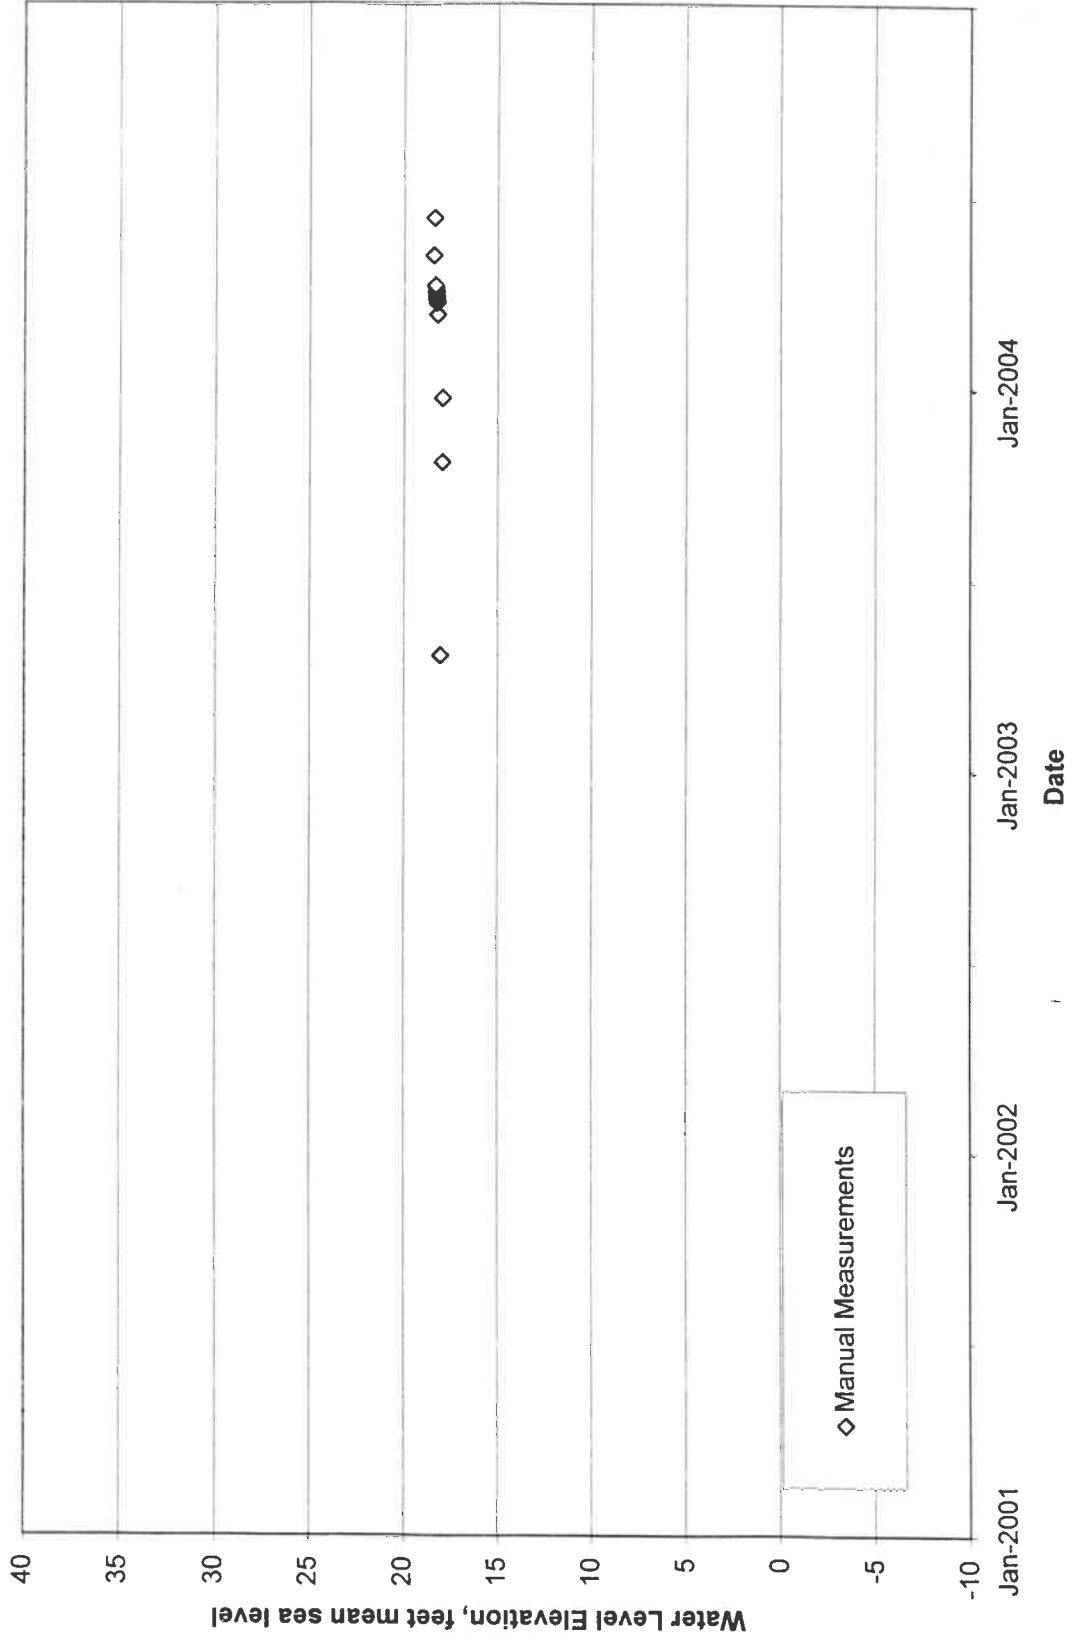 40
35
30
25
20
15
10
5
0
-5
-10
Water Level Elevation, feet mean sea level
Manual Measurements
Jan-2001
Jan-2002
Jan-2003
Jan-2004
Date